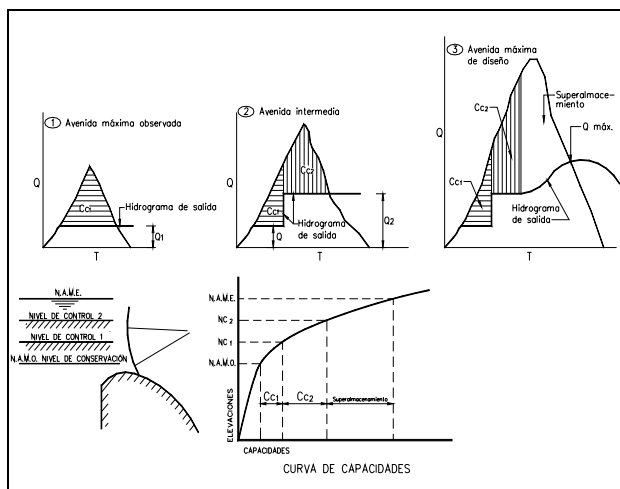 1 Avenida máxima observada
Q
Cc1
Hidrograma de salida
Q1
T
2 Avenida intermedia
Q
Cc2
Cc1
Hidrograma
de salida
Q
Q2
T
3 Avenida máxima
de diseño
Q
Cc2
Superalmace-
miento
Q máx.
Cc1
Hidrograma
de salida
T
N.A.M.E.
NIVEL DE CONTROL 2
NIVEL DE CONTROL 1
N.A.M.O. NIVEL DE CONSERVACIÓN
ELEVACIONES
N.A.M.E.
NC 2
NC 1
N.A.M.O.
Cc1
Cc2
Superalmacenamiento
CAPACIDADES
CURVA DE CAPACIDADES